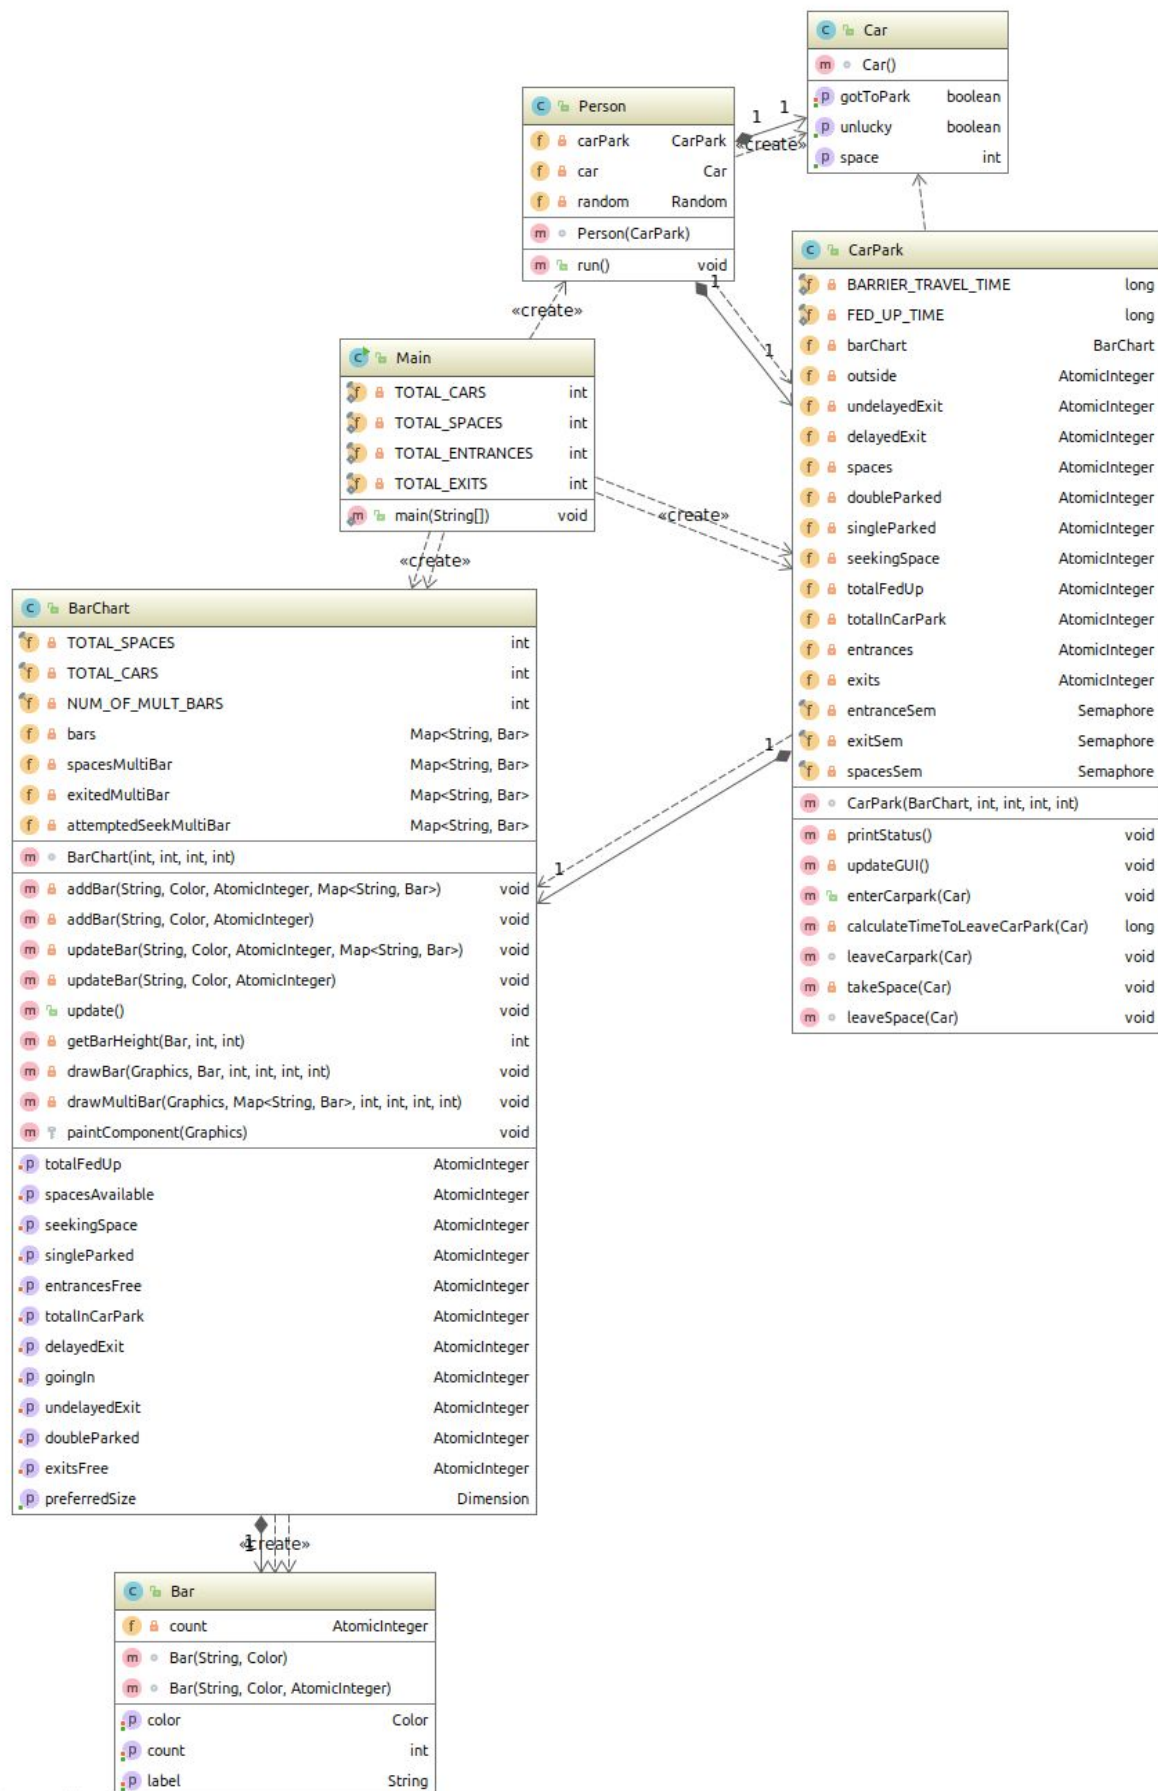 Car
Car()
gotToPark boolean
unlucky boolean
space int
Person
carPark CarPark
car Car
random Random
Person(CarPark)
run() void
1 1
«create»
CarPark
BARRIER_TRAVEL_TIME long
FED_UP_TIME long
barChart BarChart
outside AtomicInteger
undelayedExit AtomicInteger
delayedExit AtomicInteger
spaces AtomicInteger
doubleParked AtomicInteger
singleParked AtomicInteger
seekingSpace AtomicInteger
totalFedUp AtomicInteger
totalInCarPark AtomicInteger
entrances AtomicInteger
exits AtomicInteger
entranceSem Semaphore
exitSem Semaphore
spacesSem Semaphore
CarPark(BarChart, int, int, int, int)
printStatus() void
updateGUI() void
enterCarpark(Car) void
calculateTimeToLeaveCarPark(Car) long
leaveCarpark(Car) void
takeSpace(Car) void
leaveSpace(Car) void
1
1
«create»
Main
TOTAL_CARS int
TOTAL_SPACES int
TOTAL_ENTRANCES int
TOTAL_EXITS int
main(String[]) void
«create»
«create»
1
1
BarChart
TOTAL_SPACES int
TOTAL_CARS int
NUM_OF_MULT_BARS int
bars Map<String, Bar>
spacesMultiBar Map<String, Bar>
exitedMultiBar Map<String, Bar>
attemptedSeekMultiBar Map<String, Bar>
BarChart(int, int, int, int)
addBar(String, Color, AtomicInteger, Map<String, Bar>) void
addBar(String, Color, AtomicInteger) void
updateBar(String, Color, AtomicInteger, Map<String, Bar>) void
updateBar(String, Color, AtomicInteger) void
update() void
getBarHeight(Bar, int, int) int
drawBar(Graphics, Bar, int, int, int, int) void
drawMultiBar(Graphics, Map<String, Bar>, int, int, int, int) void
paintComponent(Graphics) void
totalFedUp AtomicInteger
spacesAvailable AtomicInteger
seekingSpace AtomicInteger
singleParked AtomicInteger
entrancesFree AtomicInteger
totalInCarPark AtomicInteger
delayedExit AtomicInteger
goingIn AtomicInteger
undelayedExit AtomicInteger
doubleParked AtomicInteger
exitsFree AtomicInteger
preferredSize Dimension
1
1
«create»
Bar
count AtomicInteger
Bar(String, Color)
Bar(String, Color, AtomicInteger)
color Color
count int
label String